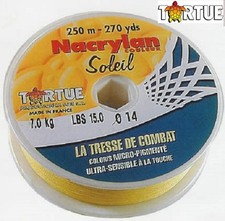 TORTUE
250 m - 270 yds
Nacrylan
COULEUR
Soleil
TORTUE
MADE IN FRANCE
7.0 kg LBS 15.0 Ø 14
LA TRESSE DE COMBAT
COLORIS MICRO-PIGMENTÉ
ULTRA-SENSIBLE À LA TOUCHE